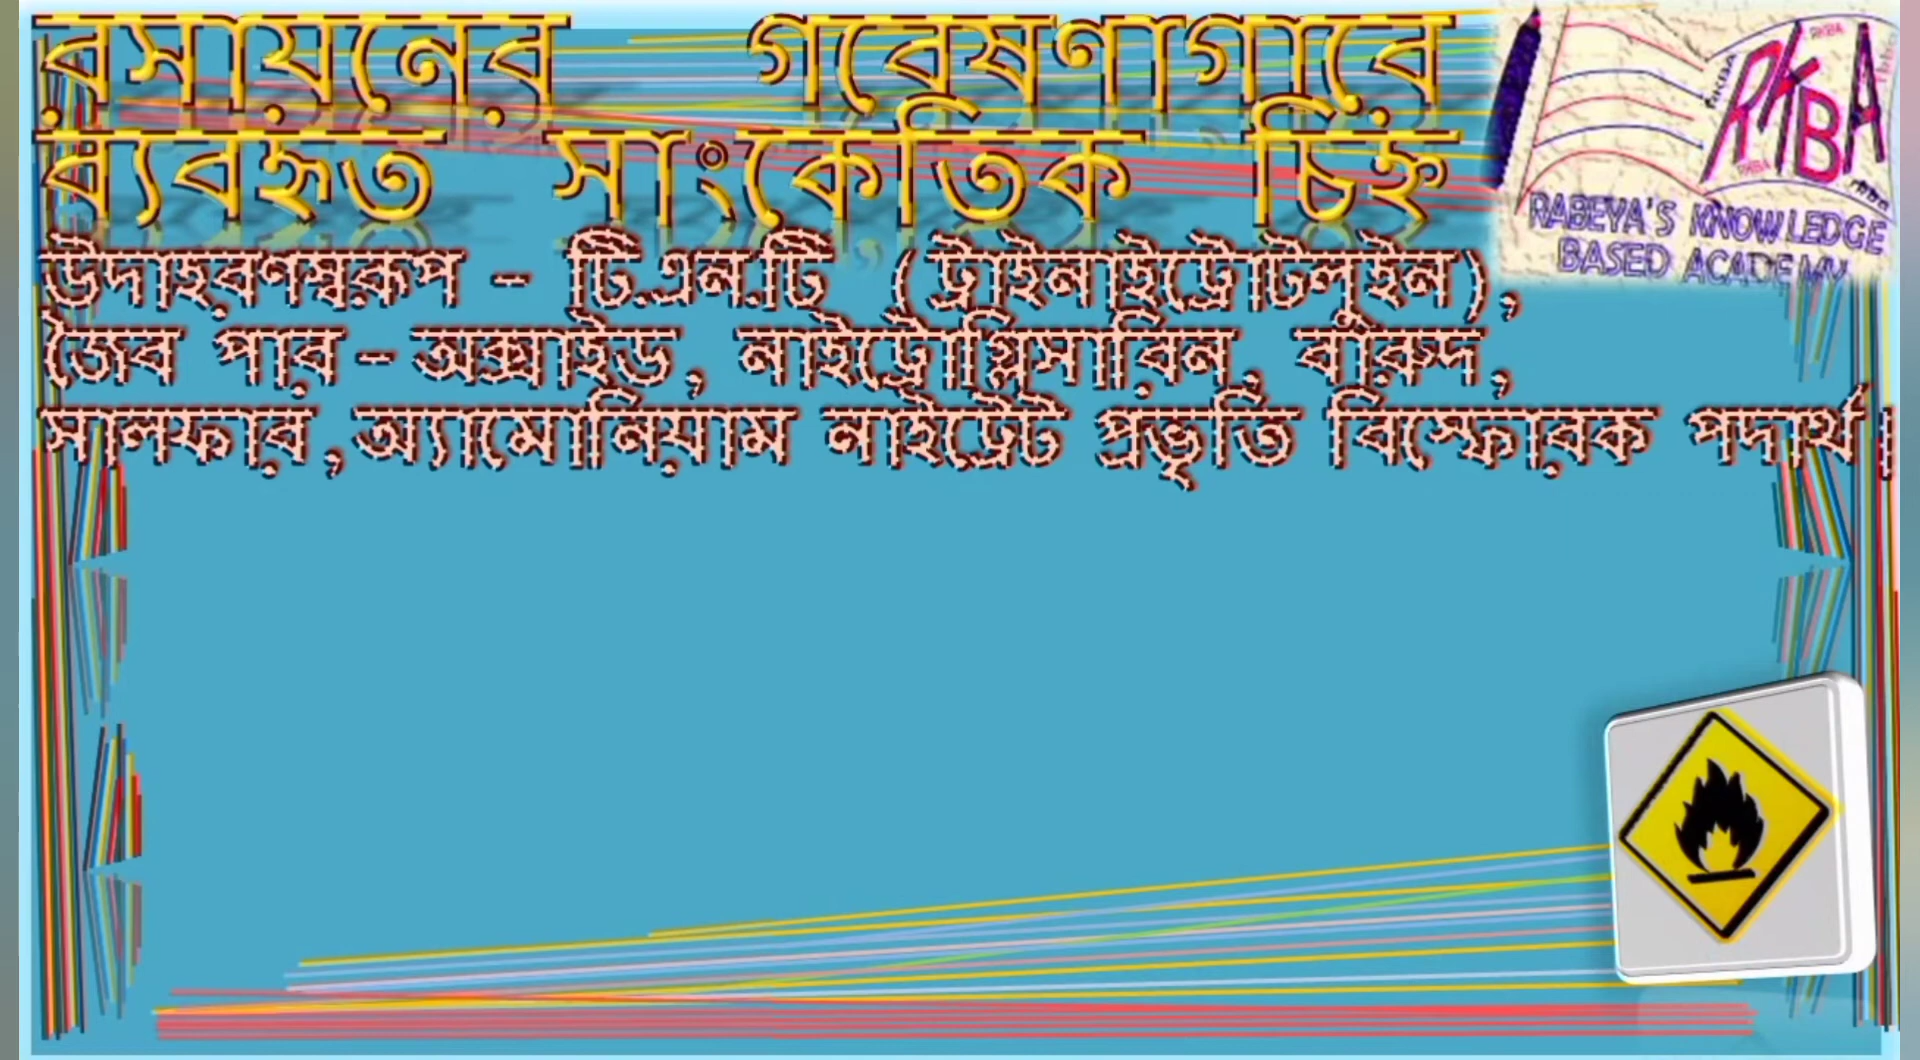 রসায়নের গবেষণাগারে
ব্যবহৃত সাংকেতিক চিহ্ন
উদাহরণস্বরূপ - টি.এন.টি (ট্রাইনাইট্রোটলুইন),
জৈব পার - অক্সাইড, নাইট্রোগ্লিসারিন, বারুদ,
সালফার, অ্যামোনিয়াম নাইট্রেট প্রভৃতি বিস্ফোরক পদার্থ।
RKBA
RABEYA'S KNOWLEDGE
BASED ACADEMY